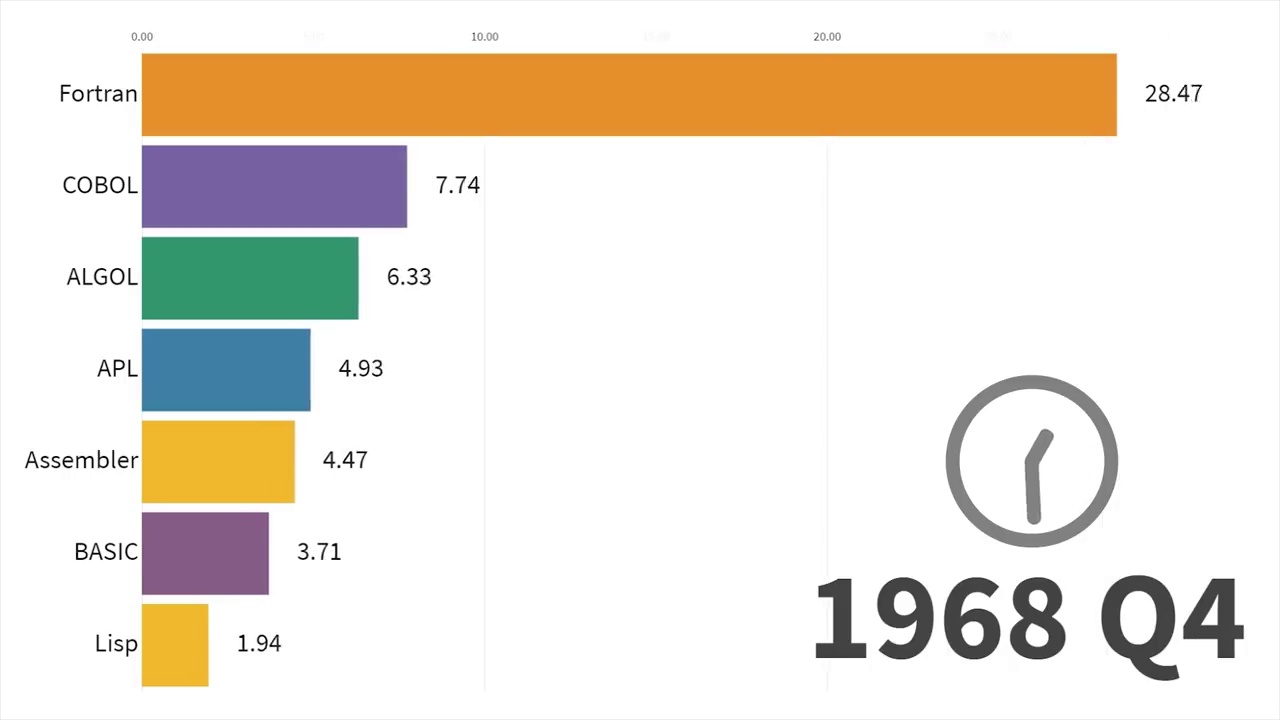 0.00 10.00 20.00
Fortran 28.47
COBOL 7.74
ALGOL 6.33
APL 4.93
Assembler 4.47
BASIC 3.71
Lisp 1.94
1968 Q4